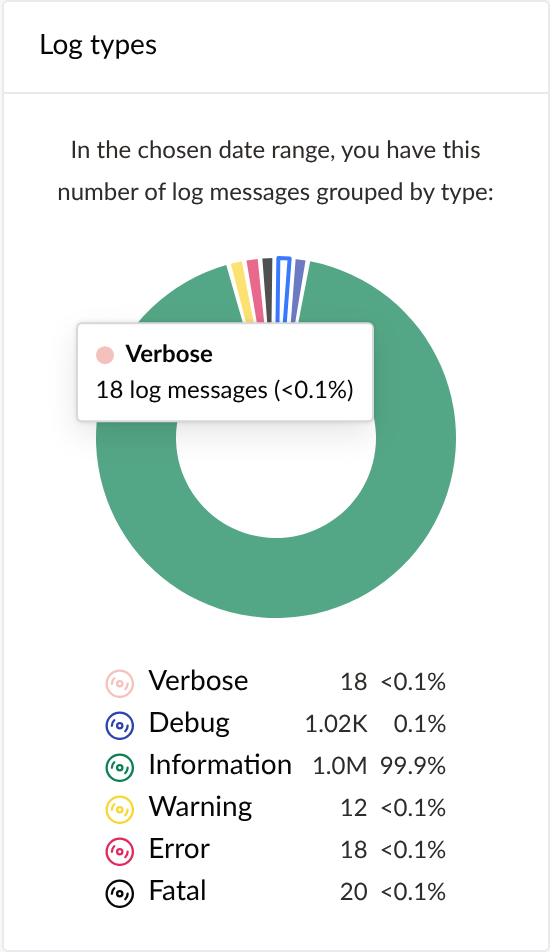 Log types
In the chosen date range, you have this
number of log messages grouped by type:
Verbose
18 log messages (<0.1%)
Verbose 18 <0.1%
Debug 1.02K 0.1%
Information 1.0M 99.9%
Warning 12 <0.1%
Error 18 <0.1%
Fatal 20 <0.1%